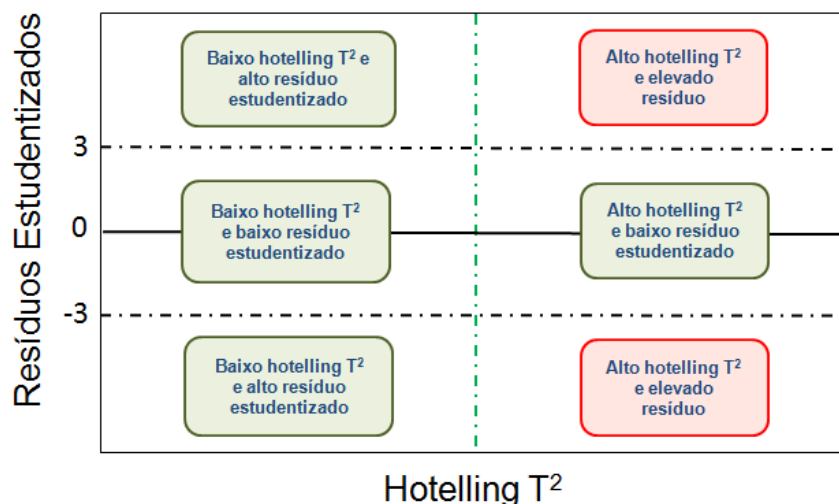 Resíduos Estudentizados
Baixo hotelling T² e
alto resíduo
estudentizado
Alto hotelling T²
e elevado
resíduo
3
0
Baixo hotelling T²
e baixo resíduo
estudentizado
Alto hotelling T²
e baixo resíduo
estudentizado
-3
Baixo hotelling T²
e alto resíduo
estudentizado
Alto hotelling T²
e elevado
resíduo
Hotelling T²